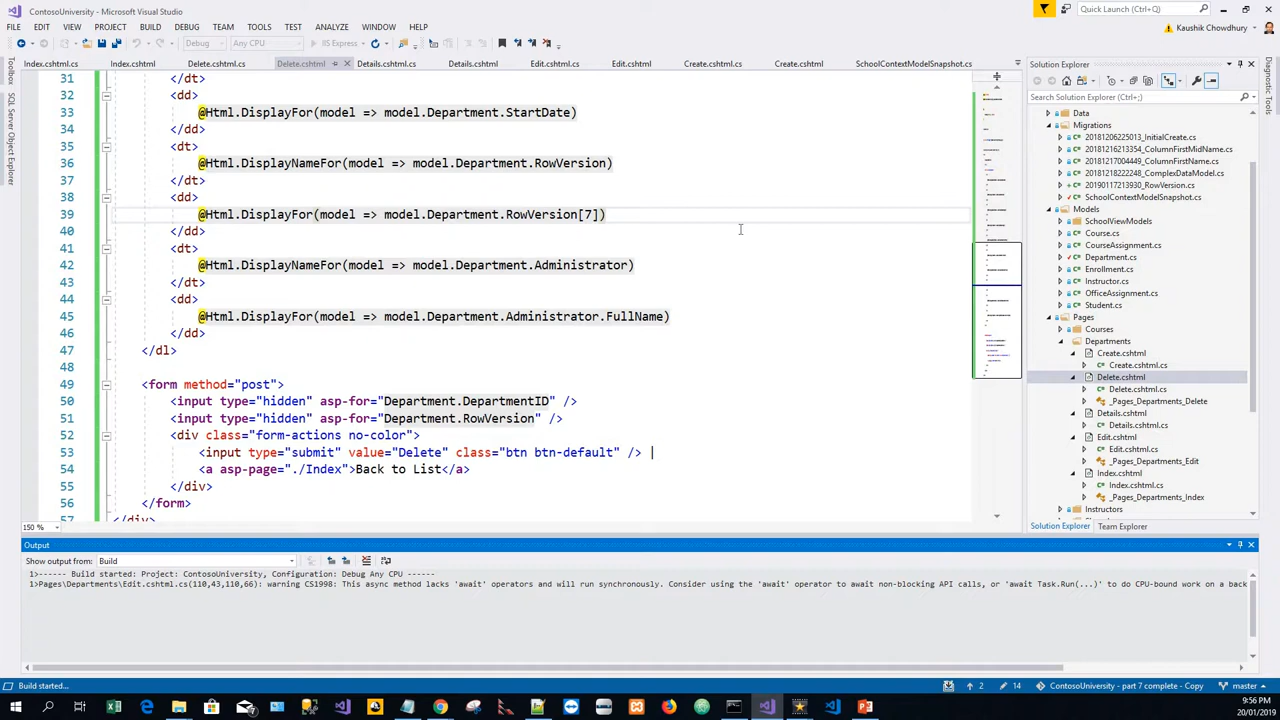 ContosoUniversity - Microsoft Visual Studio
Quick Launch (Ctrl+Q)
FILE EDIT VIEW PROJECT BUILD DEBUG TEAM TOOLS TEST ANALYZE WINDOW HELP
Kaushik Chowdhury
Debug Any CPU IIS Express
Index.cshtml.cs Index.cshtml Delete.cshtml.cs Delete.cshtml Details.cshtml.cs Details.cshtml Edit.cshtml.cs Edit.cshtml Create.cshtml.cs Create.cshtml SchoolContextModelSnapshot.cs
Toolbox
SQL Server Object Explorer
31 </dt>
32 <dd>
33 @Html.DisplayFor(model => model.Department.StartDate)
34 </dd>
35 <dt>
36 @Html.DisplayNameFor(model => model.Department.RowVersion)
37 </dt>
38 <dd>
39 @Html.DisplayFor(model => model.Department.RowVersion[7])
40 </dd>
41 <dt>
42 @Html.DisplayNameFor(model => model.Department.Administrator)
43 </dt>
44 <dd>
45 @Html.DisplayFor(model => model.Department.Administrator.FullName)
46 </dd>
47 </dl>
48
49 <form method="post">
50 <input type="hidden" asp-for="Department.DepartmentID" />
51 <input type="hidden" asp-for="Department.RowVersion" />
52 <div class="form-actions no-color">
53 <input type="submit" value="Delete" class="btn btn-default" />
54 <a asp-page="./Index">Back to List</a>
55 </div>
56 </form>
57 </div>
150 %
Solution Explorer
Search Solution Explorer (Ctrl+;)
Data
Migrations
20181206225013_InitialCreate.cs
20181216213354_ColumnFirstMidName.cs
20181217004449_ColumnFirstName.cs
20181218222248_ComplexDataModel.cs
20190117213930_RowVersion.cs
SchoolContextModelSnapshot.cs
Models
SchoolViewModels
Course.cs
CourseAssignment.cs
Department.cs
Enrollment.cs
Instructor.cs
OfficeAssignment.cs
Student.cs
Pages
Courses
Departments
Create.cshtml
Create.cshtml.cs
Delete.cshtml
Delete.cshtml.cs
_Pages_Departments_Delete
Details.cshtml
Details.cshtml.cs
Edit.cshtml
Edit.cshtml.cs
_Pages_Departments_Edit
Index.cshtml
Index.cshtml.cs
_Pages_Departments_Index
Instructors
Solution Explorer Team Explorer
Diagnostic Tools
Output
Show output from: Build
1>------ Build started: Project: ContosoUniversity, Configuration: Debug Any CPU ------
1>Pages\Departments\Edit.cshtml.cs(110,43,110,66): warning CS1998: This async method lacks 'await' operators and will run synchronously. Consider using the 'await' operator to await non-blocking API calls, or 'await Task.Run(...)' to do CPU-bound work on a back
Build started... 2 14 ContosoUniversity - part 7 complete - Copy master
9:56 PM
20/01/2019